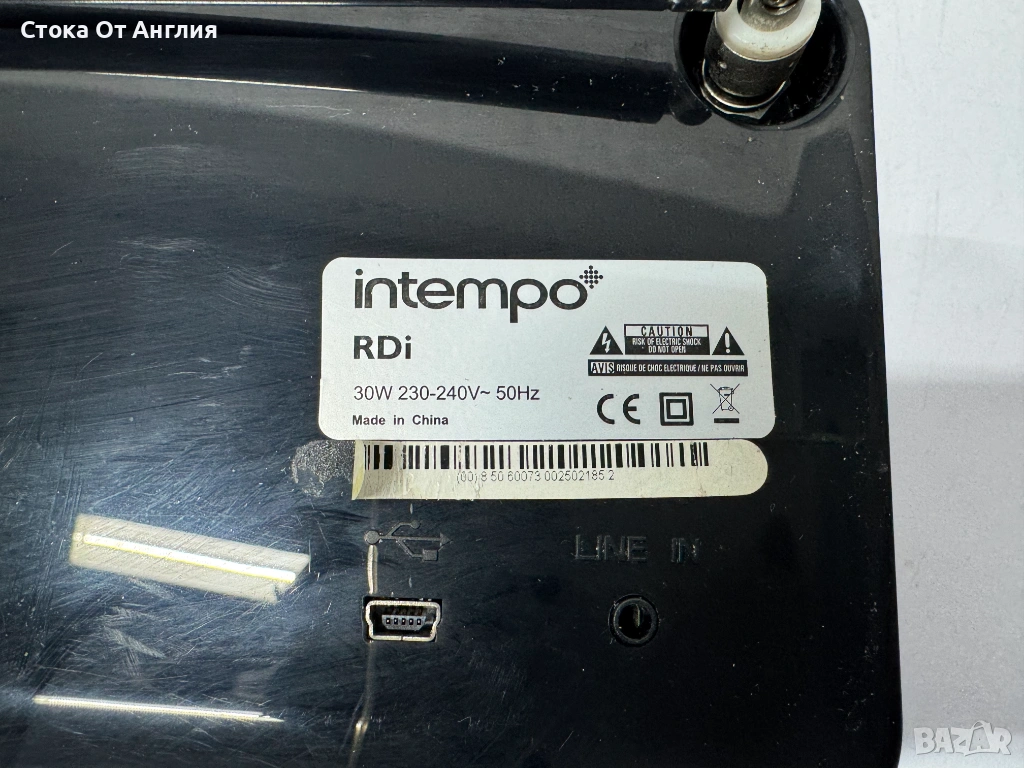 Стока От Англия
intempo
RDi
CAUTION
RISK OF ELECTRIC SHOCK
DO NOT OPEN
AVIS RISQUE DE CHOC ELECTRIQUE / NE PAS OUVRIR
30W 230-240V~ 50Hz
CE
Made in China
(00) 8 50 60073 002502185 2
LINE IN
BAZAR